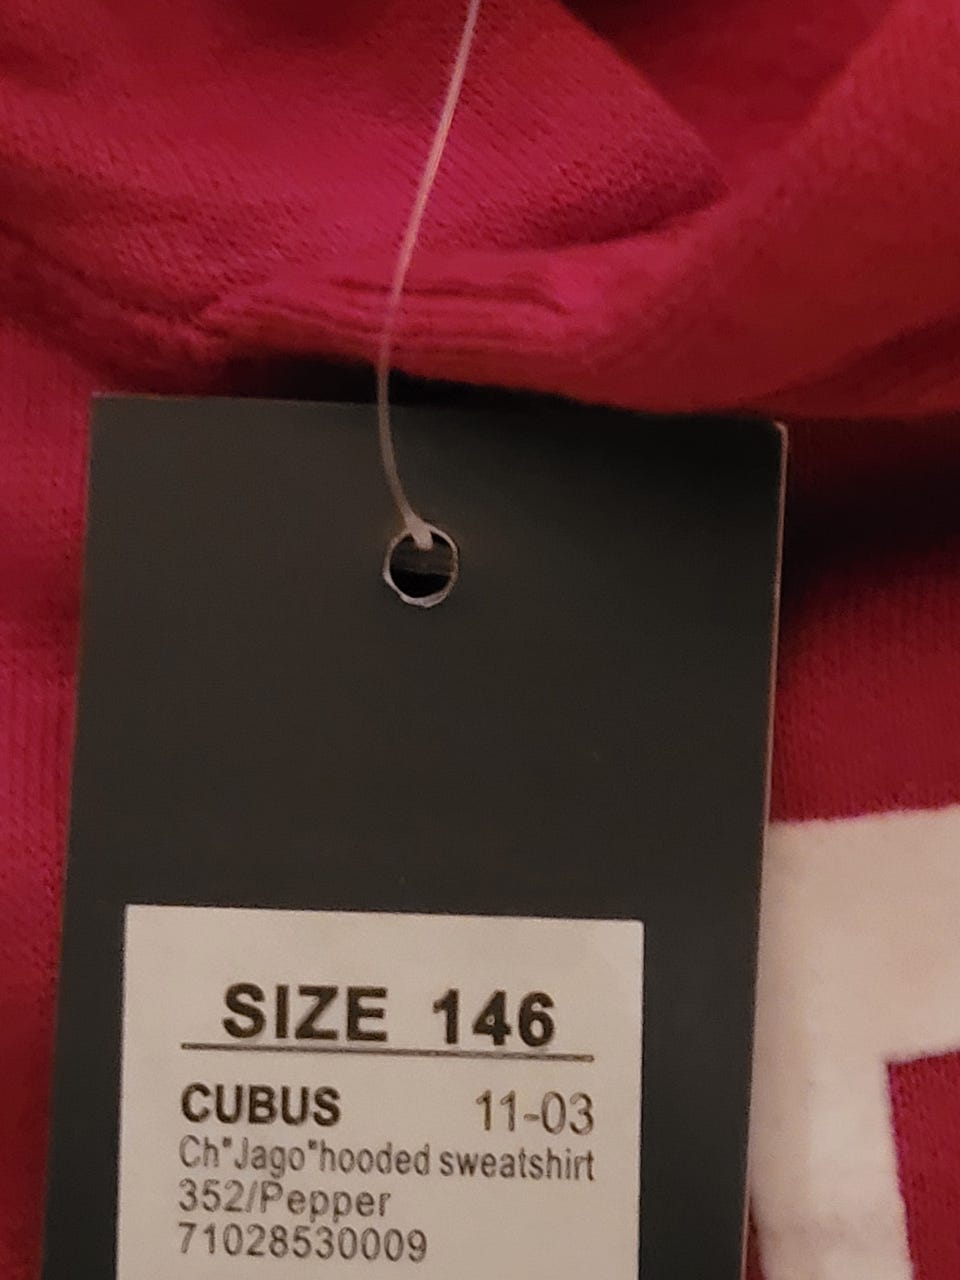 SIZE 146
CUBUS 11-03
Ch"Jago"hooded sweatshirt
352/Pepper
71028530009